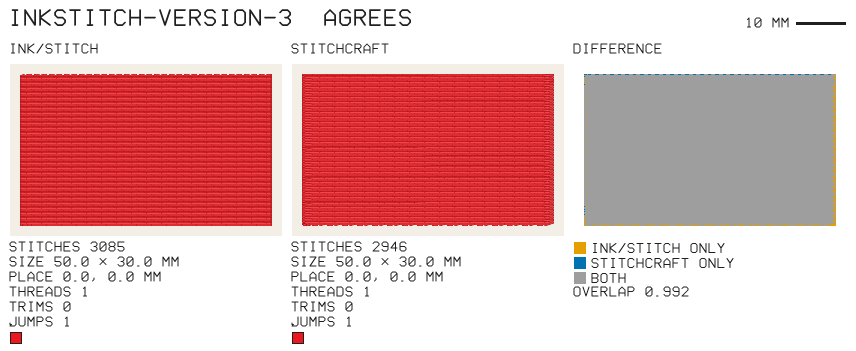 INKSTITCH-VERSION-3 AGREES
10 MM
INK/STITCH
STITCHCRAFT
DIFFERENCE
STITCHES 3085
SIZE 50.0 × 30.0 MM
PLACE 0.0, 0.0 MM
THREADS 1
TRIMS 0
JUMPS 1
STITCHES 2946
SIZE 50.0 × 30.0 MM
PLACE 0.0, 0.0 MM
THREADS 1
TRIMS 0
JUMPS 1
INK/STITCH ONLY
STITCHCRAFT ONLY
BOTH
OVERLAP 0.992